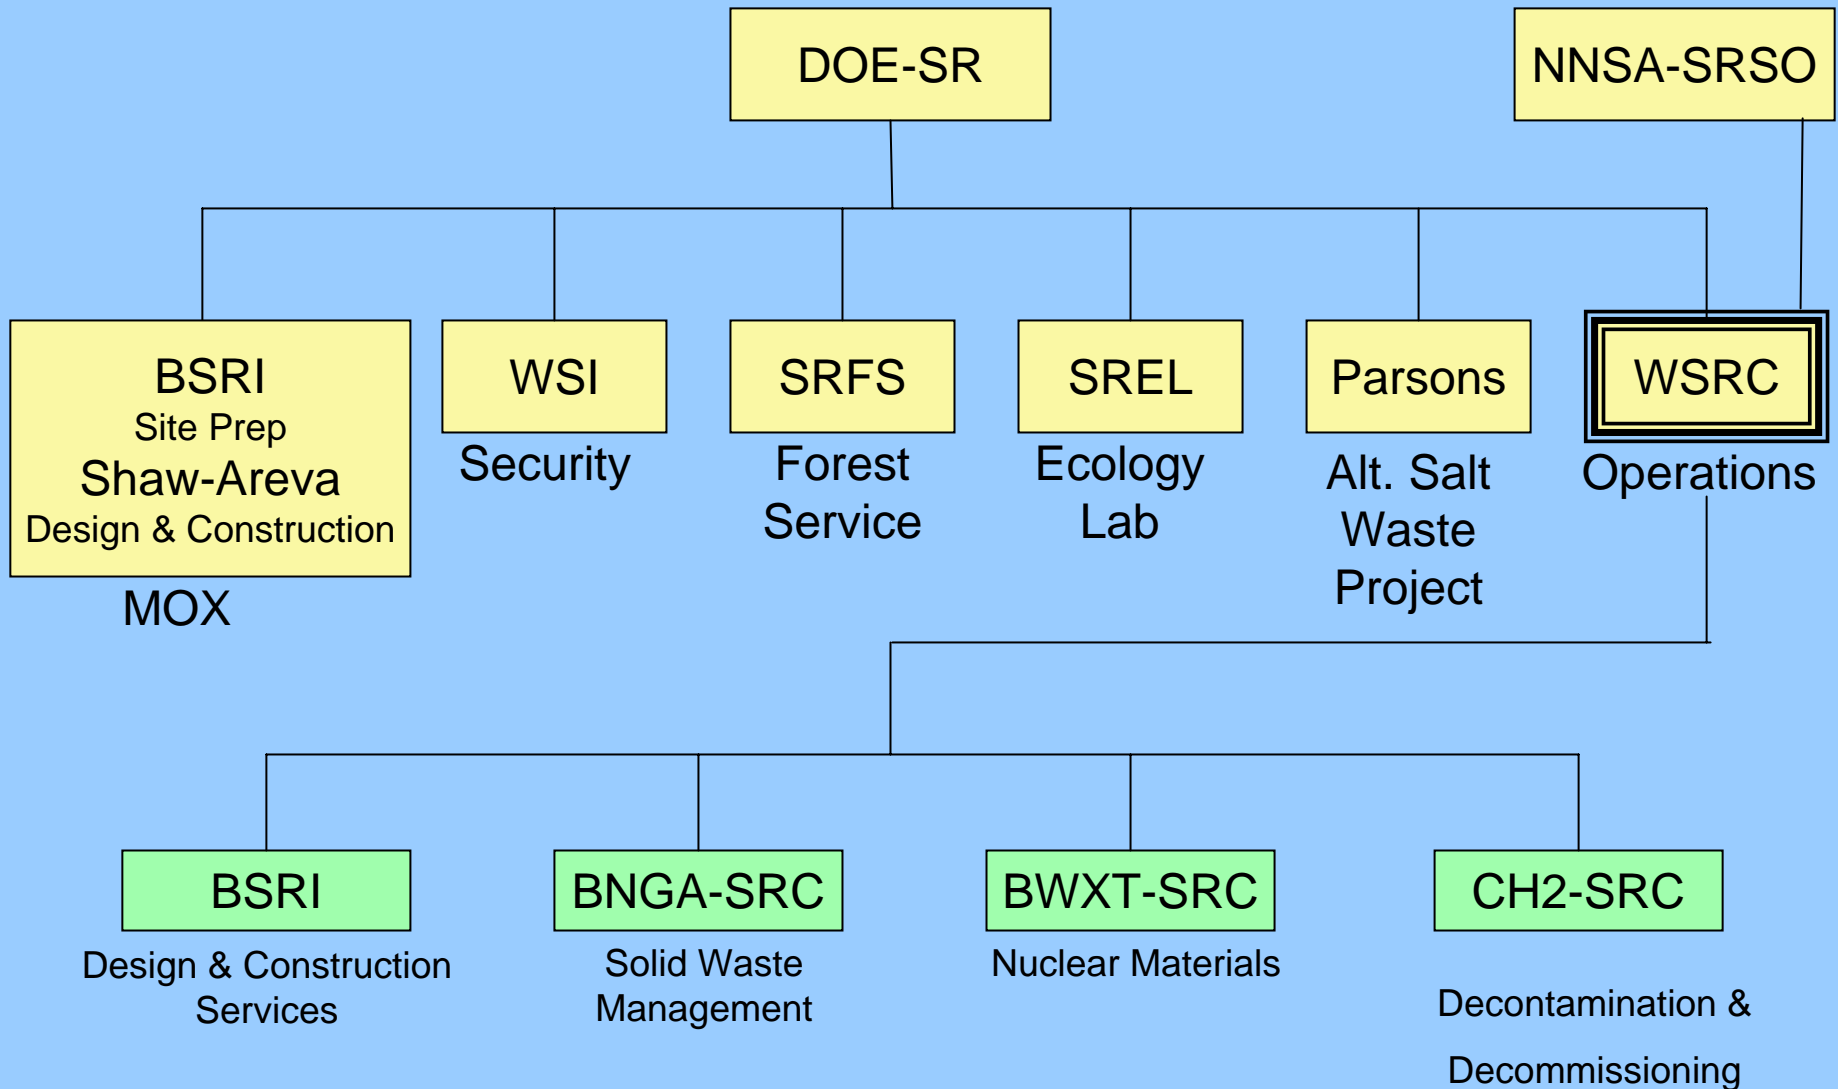 DOE-SR
NNSA-SRSO
BSRI
Site Prep
Shaw-Areva
Design & Construction
MOX
WSI
Security
SRFS
Forest
Service
SREL
Ecology
Lab
Parsons
Alt. Salt
Waste
Project
WSRC
Operations
BSRI
Design & Construction
Services
BNGA-SRC
Solid Waste
Management
BWXT-SRC
Nuclear Materials
CH2-SRC
Decontamination &
Decommissioning